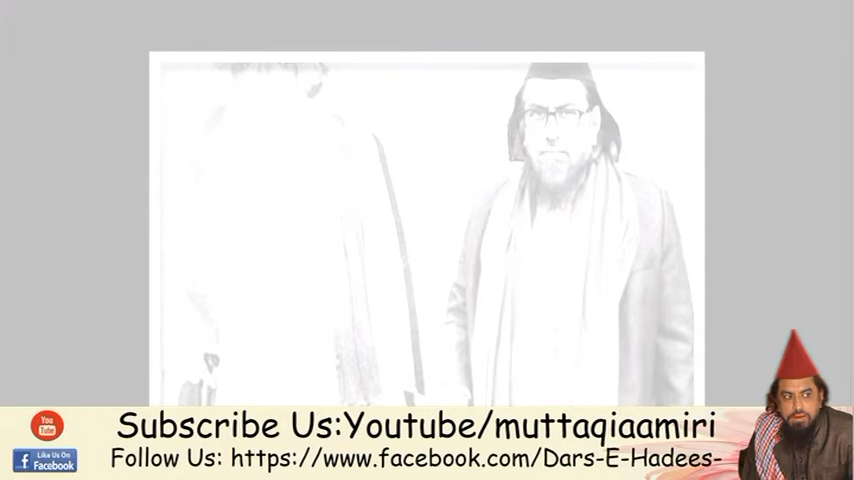 You
Tube
Subscribe Us:Youtube/muttaqiaamiri
Like Us On
Facebook
Follow Us: https://www.facebook.com/Dars-E-Hadees-